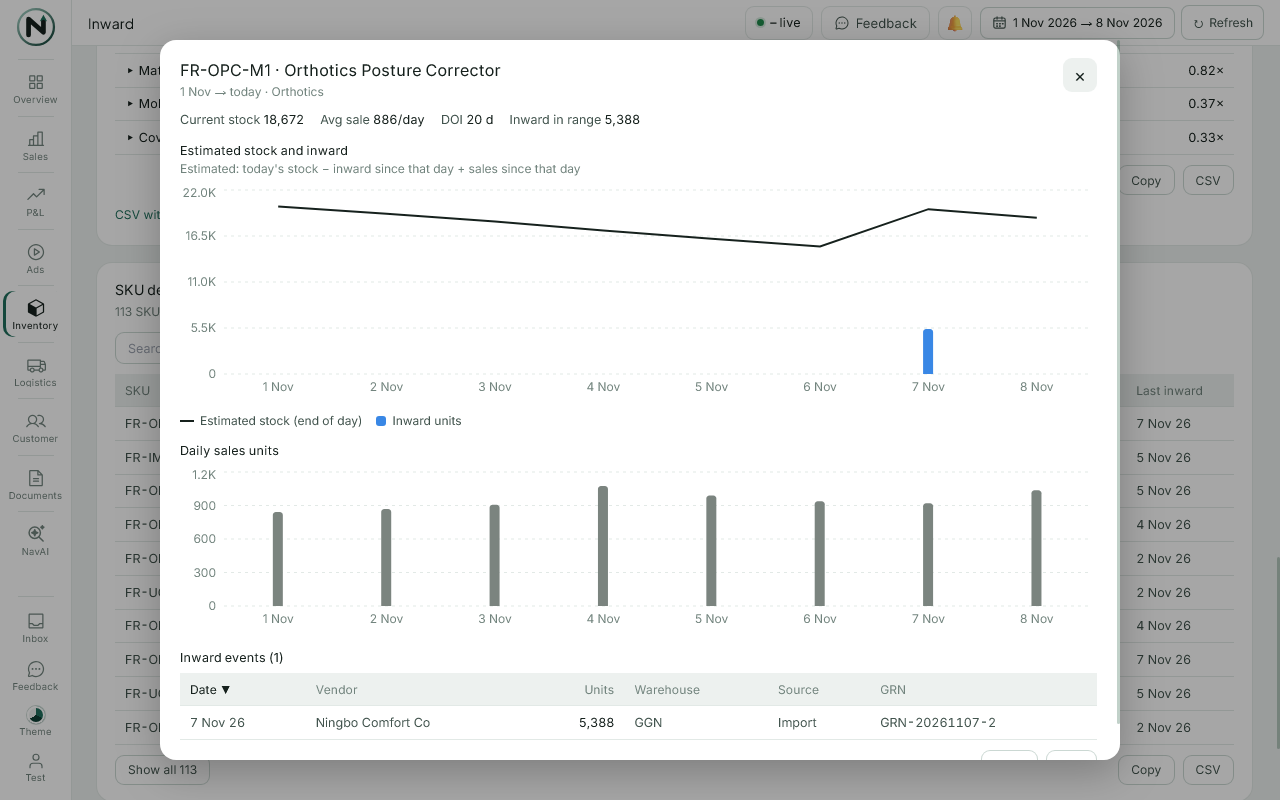 Inward
– live
Feedback
1 Nov 2026 → 8 Nov 2026
Refresh
Overview
Sales
P&L
Ads
Inventory
Logistics
Customer
Documents
NavAI
Inbox
Feedback
Theme
Test
0.82×
0.37×
0.33×
Copy
CSV
113 SKU
SKU
Last inward
7 Nov 26
5 Nov 26
5 Nov 26
4 Nov 26
2 Nov 26
2 Nov 26
4 Nov 26
7 Nov 26
2 Nov 26
2 Nov 26
Show all 113
Copy
CSV
FR-OPC-M1 · Orthotics Posture Corrector
1 Nov → today · Orthotics
Current stock 18,672 Avg sale 886/day DOI 20 d Inward in range 5,388
Estimated stock and inward
Estimated: today's stock − inward since that day + sales since that day
22.0K
16.5K
11.0K
5.5K
0
1 Nov 2 Nov 3 Nov 4 Nov 5 Nov 6 Nov 7 Nov 8 Nov
Estimated stock (end of day) Inward units
Daily sales units
1.2K
900
600
300
0
1 Nov 2 Nov 3 Nov 4 Nov 5 Nov 6 Nov 7 Nov 8 Nov
Inward events (1)
Date ▼ Vendor Units Warehouse Source GRN
7 Nov 26 Ningbo Comfort Co 5,388 GGN Import GRN-20261107-2